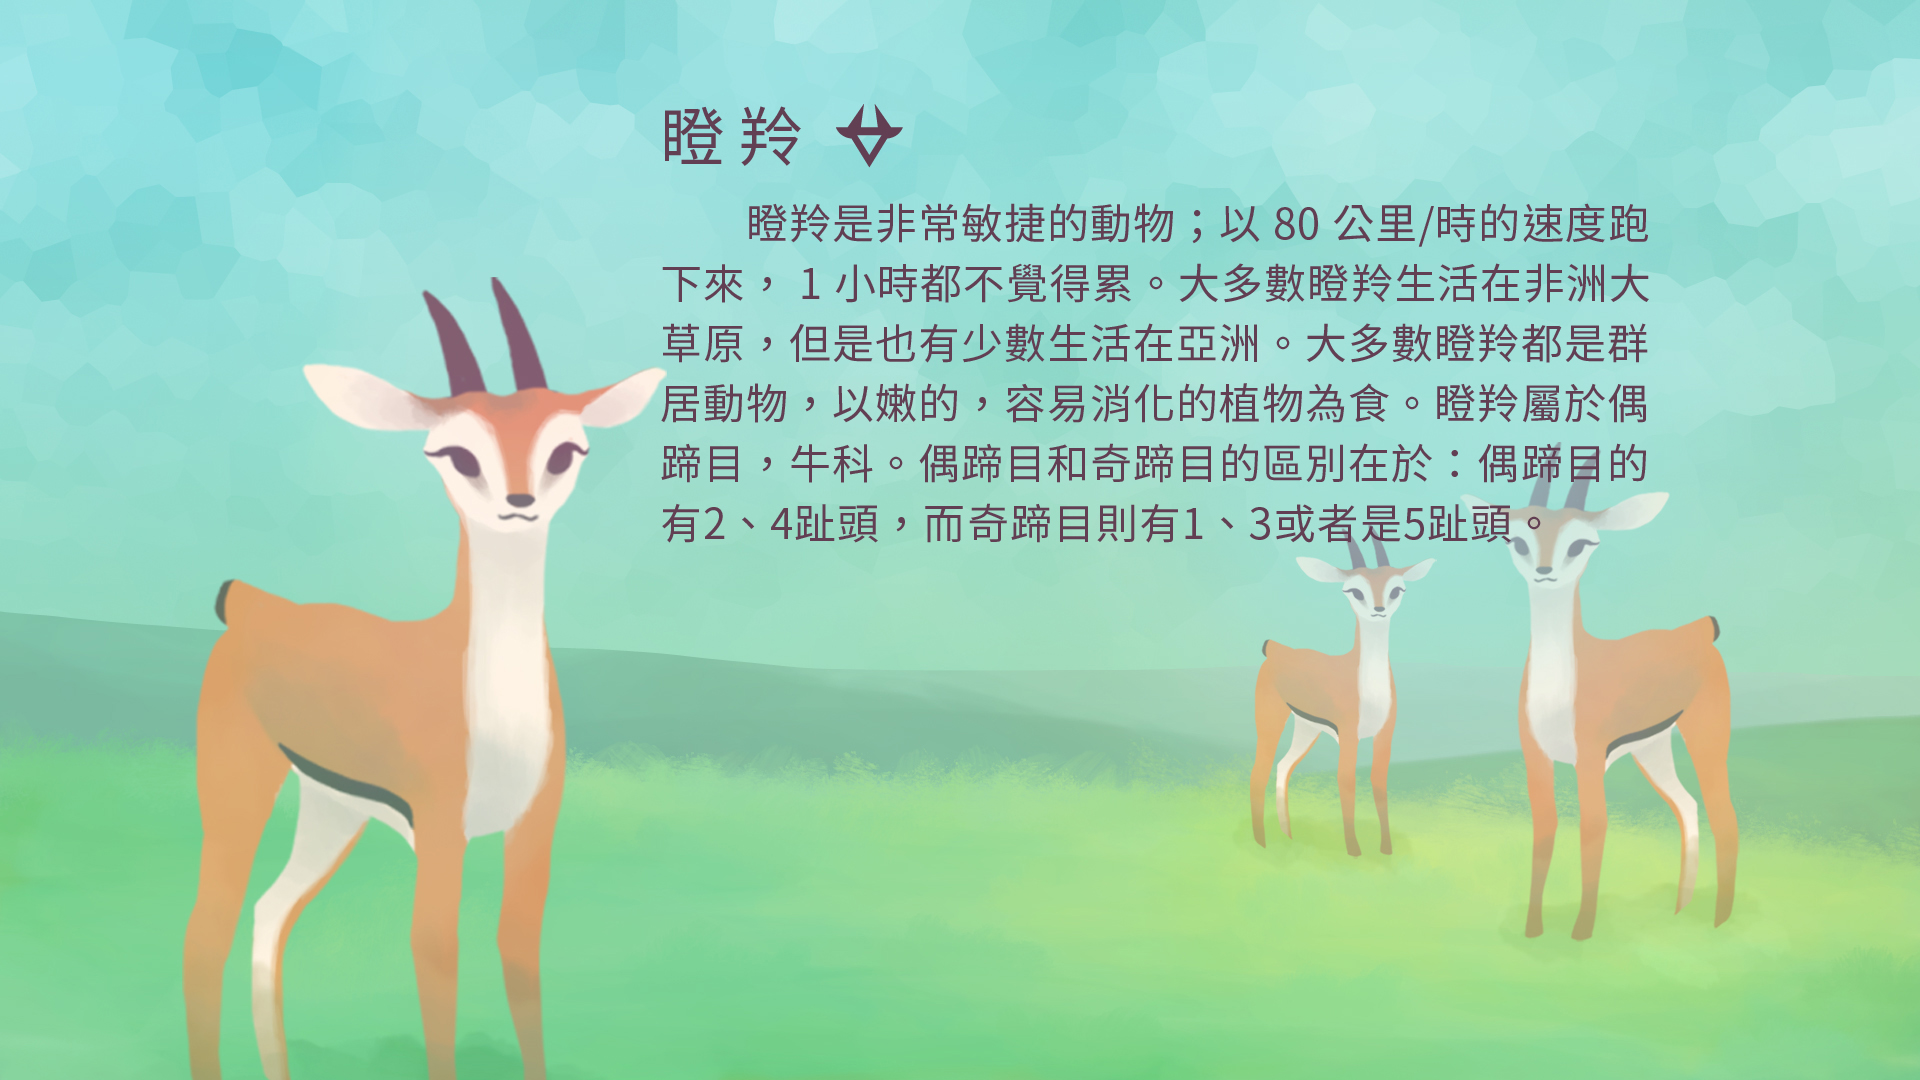 瞪羚
瞪羚是非常敏捷的動物；以 80 公里/時的速度跑
下來， 1 小時都不覺得累。大多數瞪羚生活在非洲大
草原，但是也有少數生活在亞洲。大多數瞪羚都是群
居動物，以嫩的，容易消化的植物為食。瞪羚屬於偶
蹄目，牛科。偶蹄目和奇蹄目的區別在於：偶蹄目的
有2、4趾頭，而奇蹄目則有1、3或者是5趾頭。